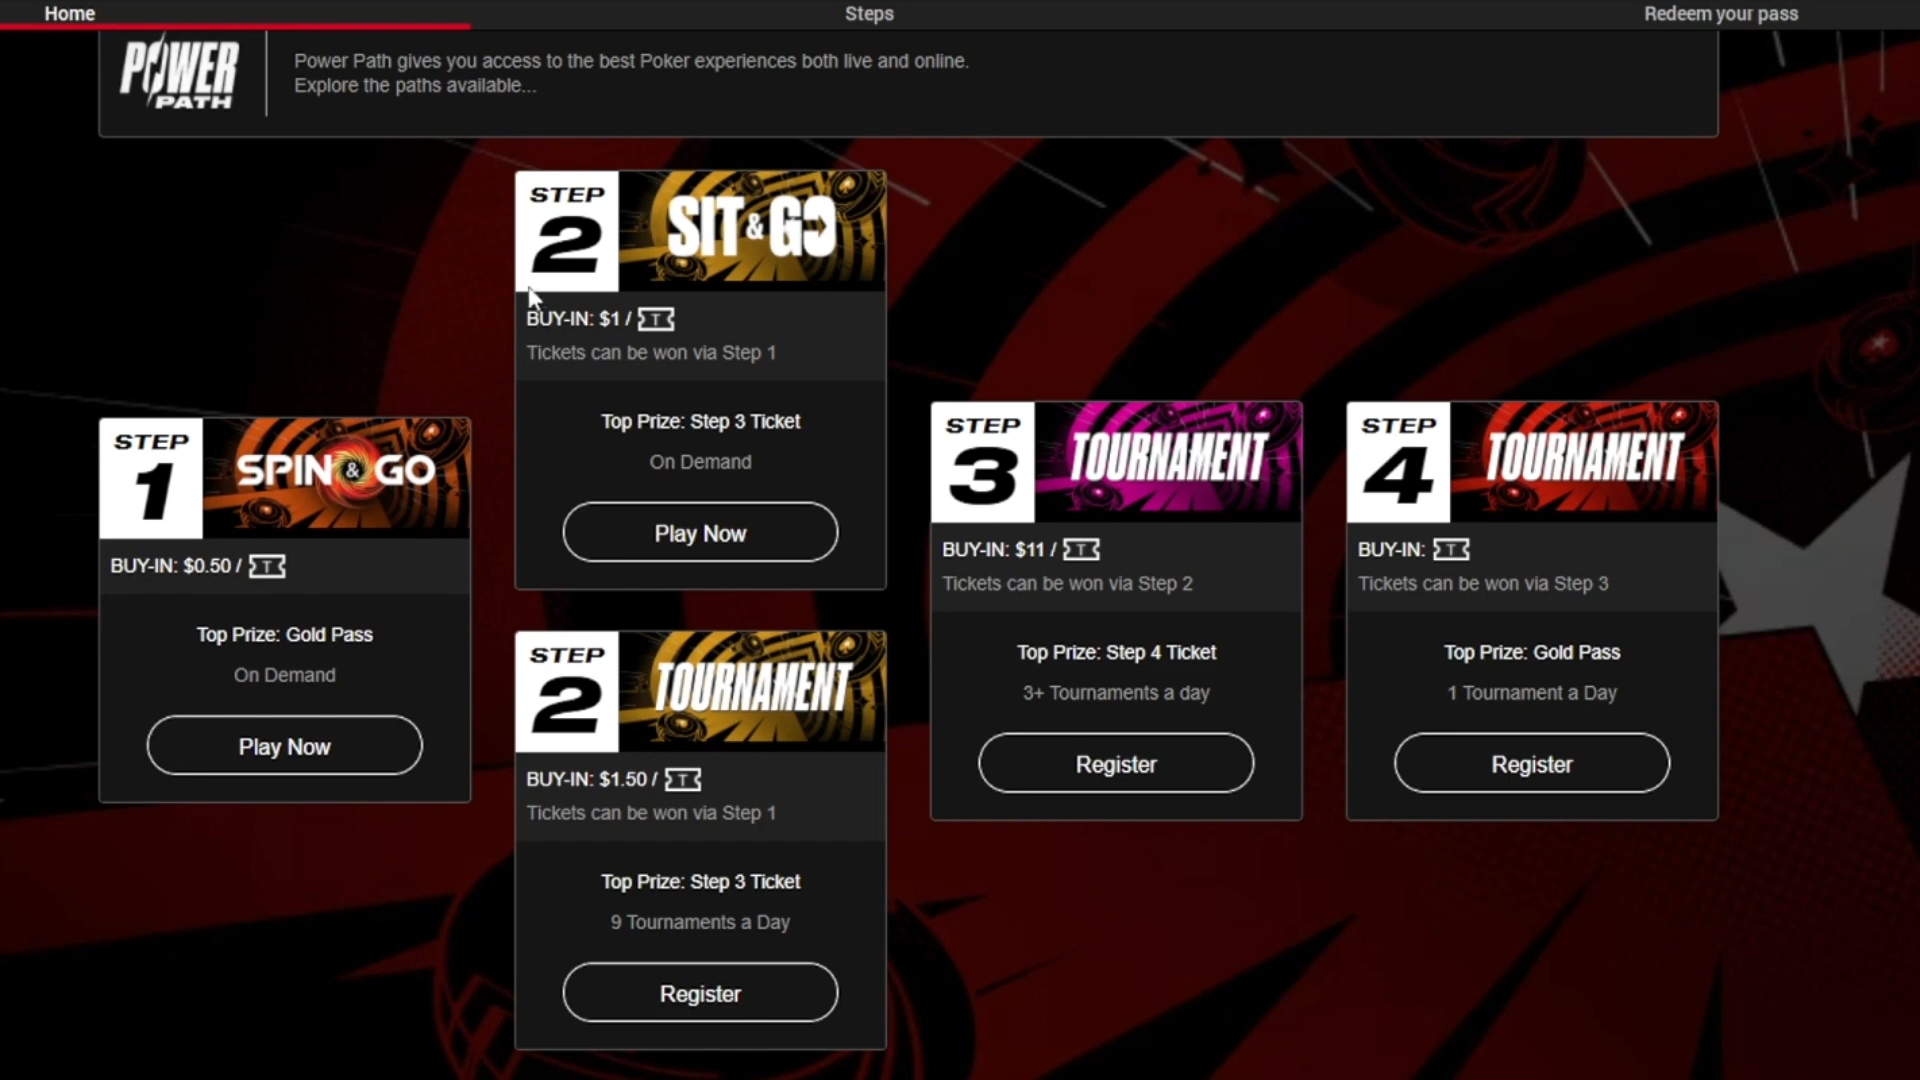 Home
Steps
Redeem your pass
POWER
PATH
Power Path gives you access to the best Poker experiences both live and online.
Explore the paths available...
STEP
1
SPIN & GO
BUY-IN: $0.50 / T
Top Prize: Gold Pass
On Demand
Play Now
STEP
2
SIT & GO
BUY-IN: $1 / T
Tickets can be won via Step 1
Top Prize: Step 3 Ticket
On Demand
Play Now
STEP
2
TOURNAMENT
BUY-IN: $1.50 / T
Tickets can be won via Step 1
Top Prize: Step 3 Ticket
9 Tournaments a Day
Register
STEP
3
TOURNAMENT
BUY-IN: $11 / T
Tickets can be won via Step 2
Top Prize: Step 4 Ticket
3+ Tournaments a day
Register
STEP
4
TOURNAMENT
BUY-IN: T
Tickets can be won via Step 3
Top Prize: Gold Pass
1 Tournament a Day
Register